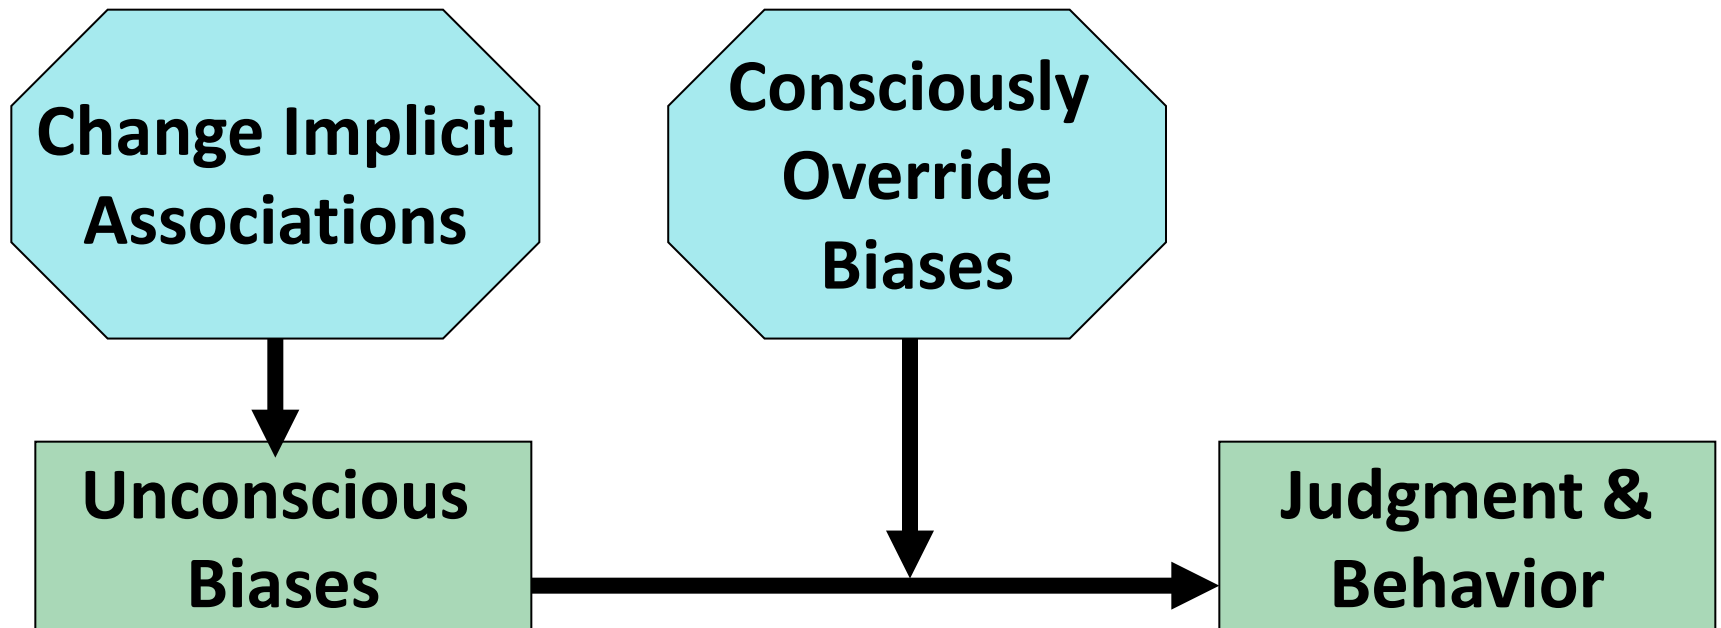 Change Implicit
Associations
Consciously
Override
Biases
Unconscious
Biases
Judgment &
Behavior